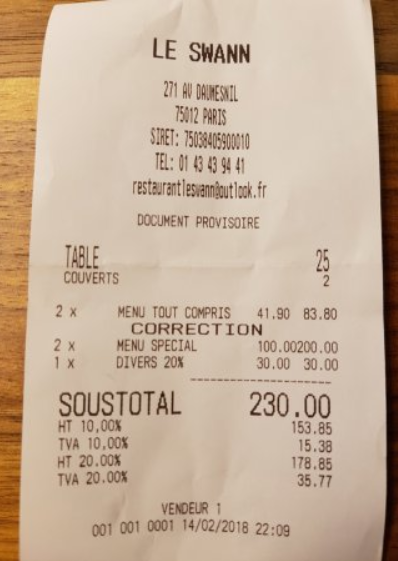 LE SWANN
271 AV DAUMESNIL
75012 PARIS
SIRET: 75038405900010
TEL: 01 43 43 94 41
restaurantleswann@outlook.fr
DOCUMENT PROVISOIRE
TABLE 25
COUVERTS 2
2 x MENU TOUT COMPRIS 41.90 83.80
CORRECTION
2 x MENU SPECIAL 100.00200.00
1 x DIVERS 20% 30.00 30.00
--------------------------
SOUSTOTAL 230.00
HT 10,00% 153.85
TVA 10,00% 15.38
HT 20.00% 178.85
TVA 20.00% 35.77
VENDEUR 1
001 001 0001 14/02/2018 22:09